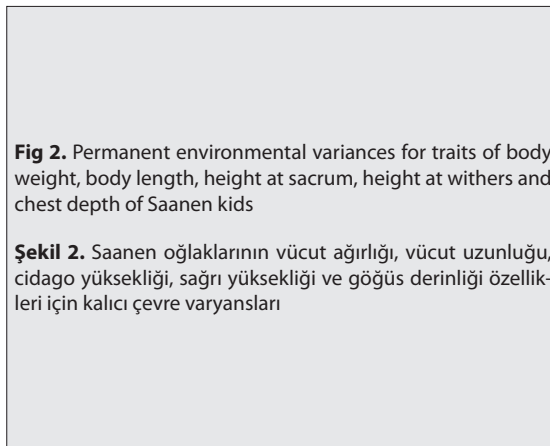 Fig 2. Permanent environmental variances for traits of body
weight, body length, height at sacrum, height at withers and
chest depth of Saanen kids
Şekil 2. Saanen oğlaklarının vücut ağırlığı, vücut uzunluğu,
cidago yüksekliği, sağrı yüksekliği ve göğüs derinliği özellik-
leri için kalıcı çevre varyansları